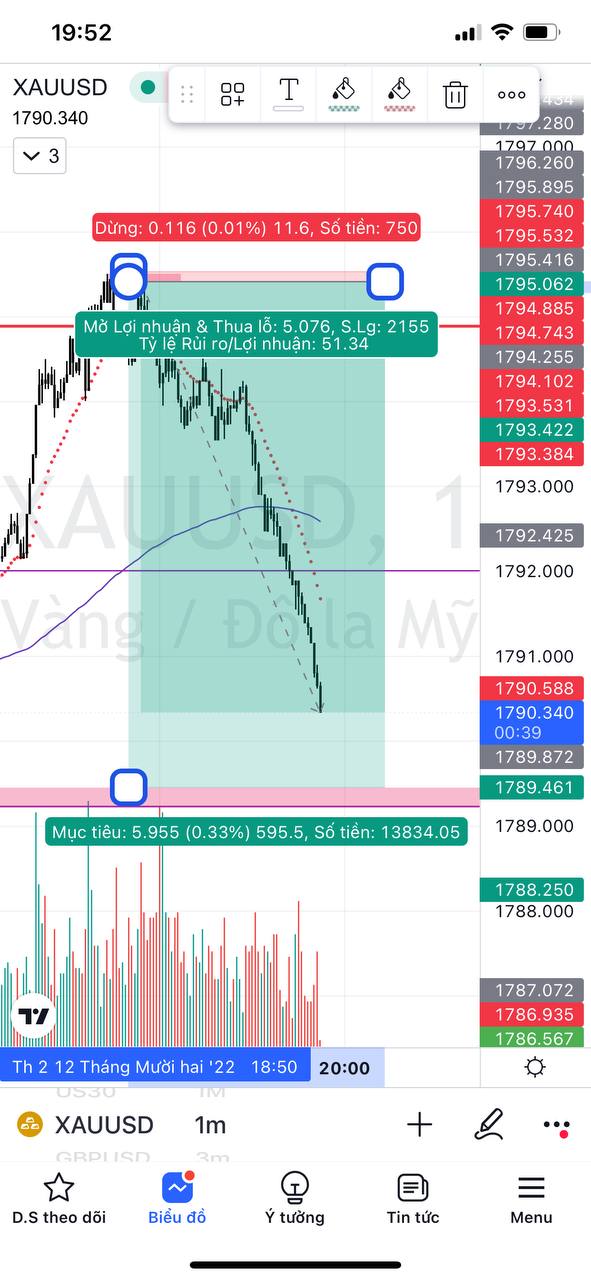 19:52
XAUUSD
1790.340
3
T
1797.280
1797.000
1796.260
1795.895
1795.740
1795.532
1795.416
1795.062
1794.885
1794.743
1794.255
1794.102
1793.531
1793.422
1793.384
1793.000
1792.425
1792.000
1791.000
1790.588
1790.340
00:39
1789.872
1789.461
1789.000
1788.250
1788.000
1787.072
1786.935
1786.567
Dừng: 0.116 (0.01%) 11.6, Số tiền: 750
Mở Lợi nhuận & Thua lỗ: 5.076, S.Lg: 2155
Tỷ lệ Rủi ro/Lợi nhuận: 51.34
XAUUSD, 1
Vàng / Đô la Mỹ
Mục tiêu: 5.955 (0.33%) 595.5, Số tiền: 13834.05
Th 2 12 Tháng Mười hai '22 18:50 20:00
US30 1M
XAUUSD 1m
GBPUSD 3m
D.S theo dõi Biểu đồ Ý tưởng Tin tức Menu